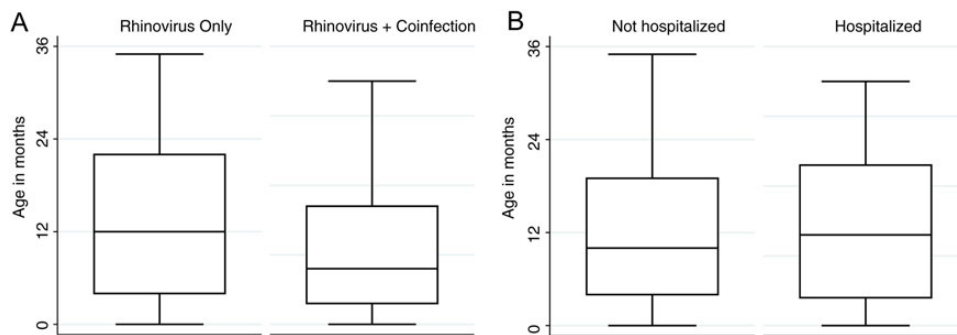 A
Rhinovirus Only
Rhinovirus + Coinfection
Age in months
36
24
12
0
B
Not hospitalized
Hospitalized
Age in months
36
24
12
0